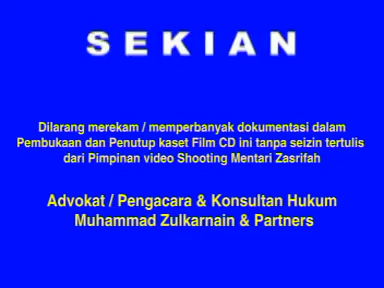 SEKIAN
Dilarang merekam / memperbanyak dokumentasi dalam
Pembukaan dan Penutup kaset Film CD ini tanpa seizin tertulis
dari Pimpinan video Shooting Mentari Zasrifah
Advokat / Pengacara & Konsultan Hukum
Muhammad Zulkarnain & Partners